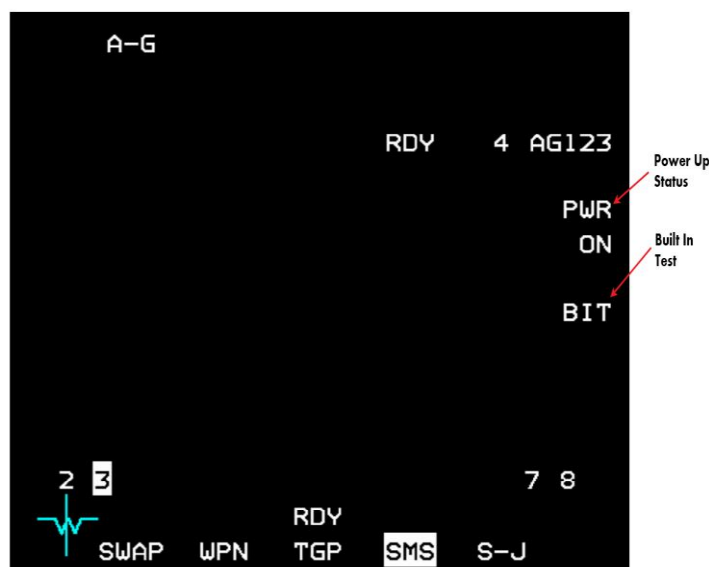 A-G
RDY 4 AG123
Power Up
Status
PWR
ON
Built In
Test
BIT
2 3 7 8
RDY
SWAP WPN TGP SMS S-J